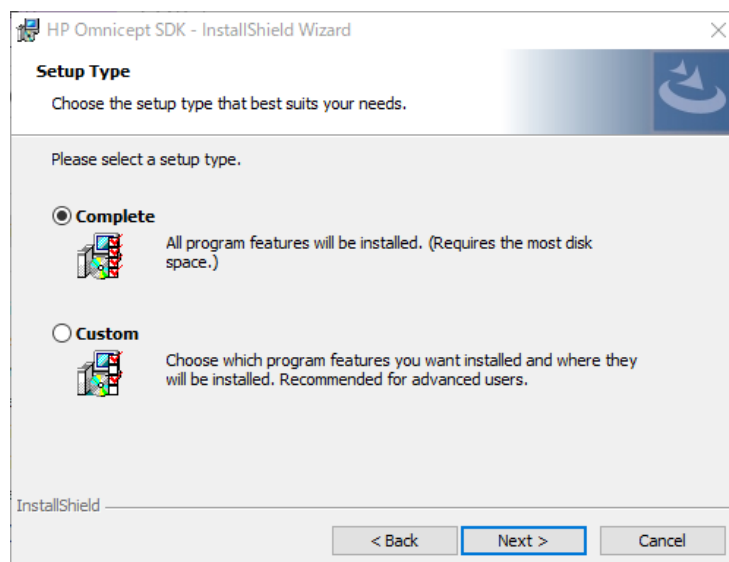 HP Omnicept SDK - InstallShield Wizard
Setup Type
Choose the setup type that best suits your needs.
Please select a setup type.
Complete
All program features will be installed. (Requires the most disk
space.)
Custom
Choose which program features you want installed and where they
will be installed. Recommended for advanced users.
InstallShield
< Back
Next >
Cancel